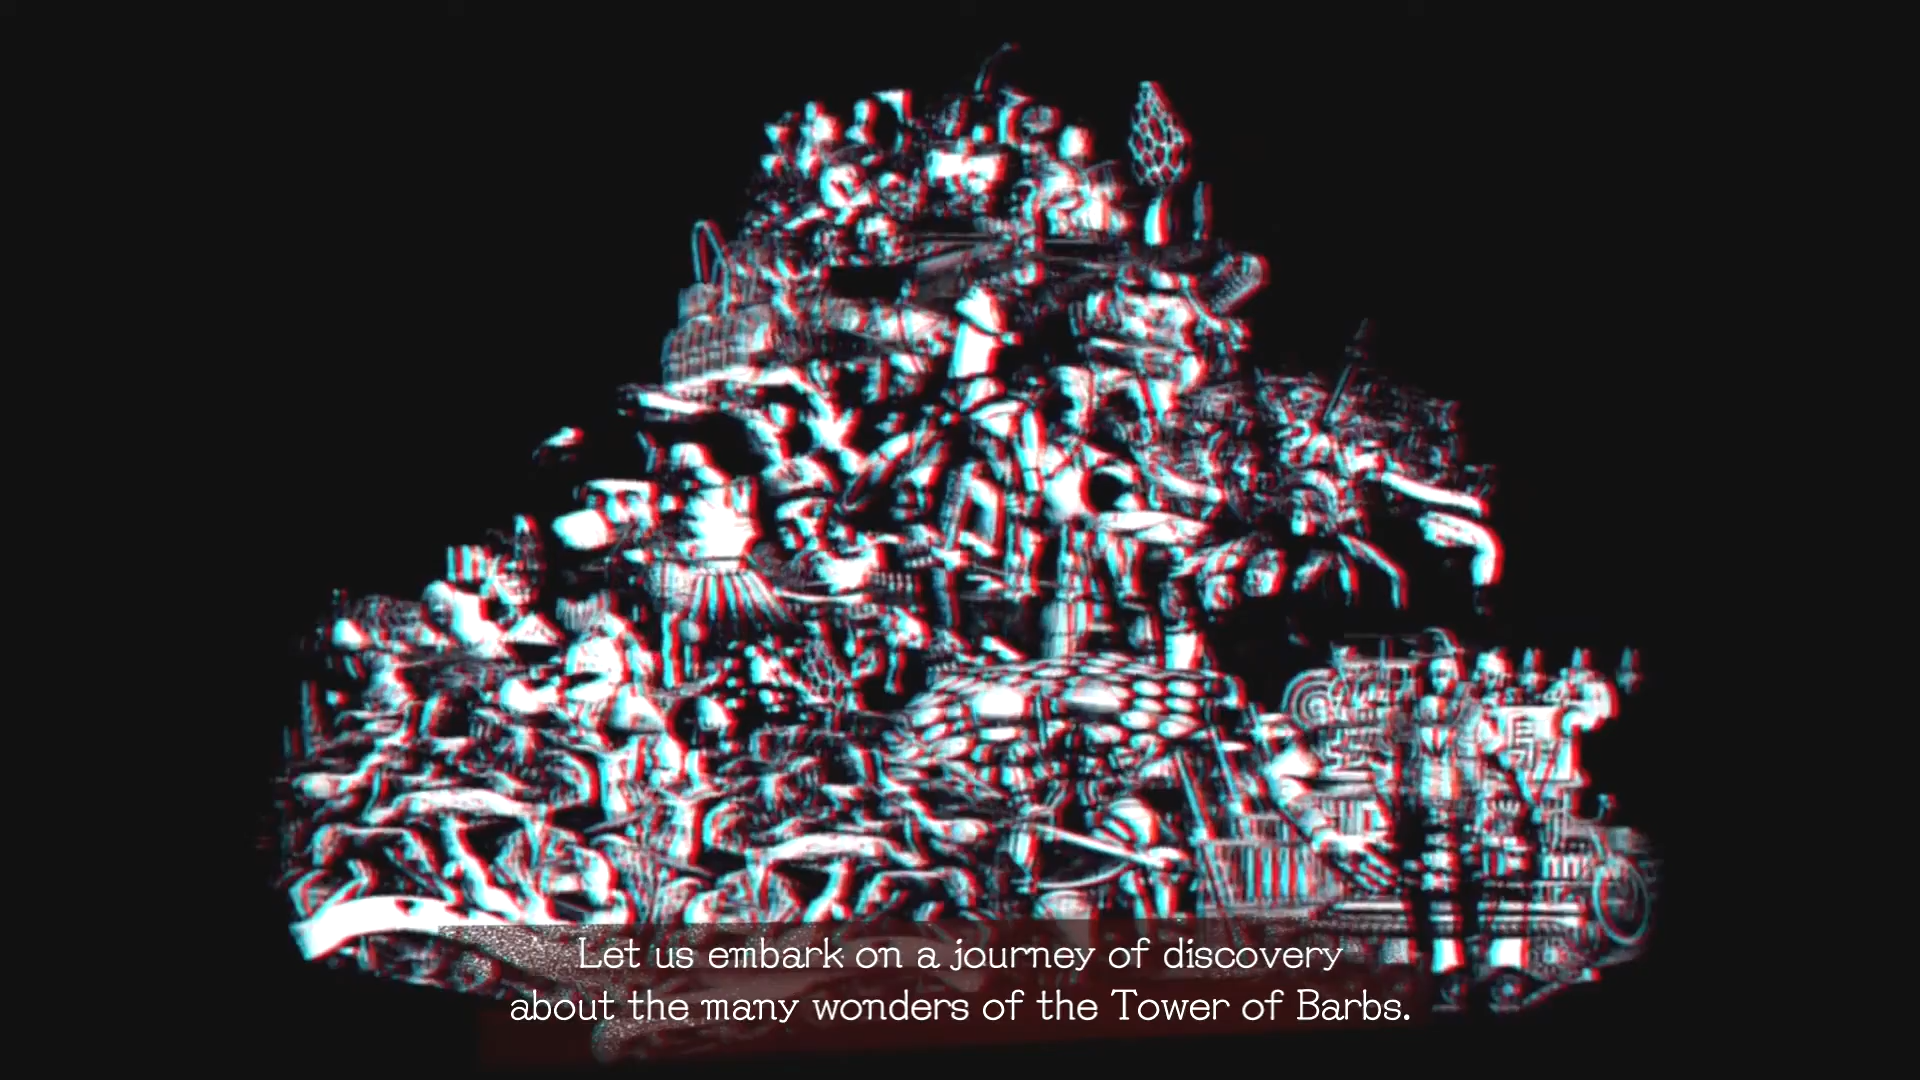 Let us embark on a journey of discovery
about the many wonders of the Tower of Barbs.